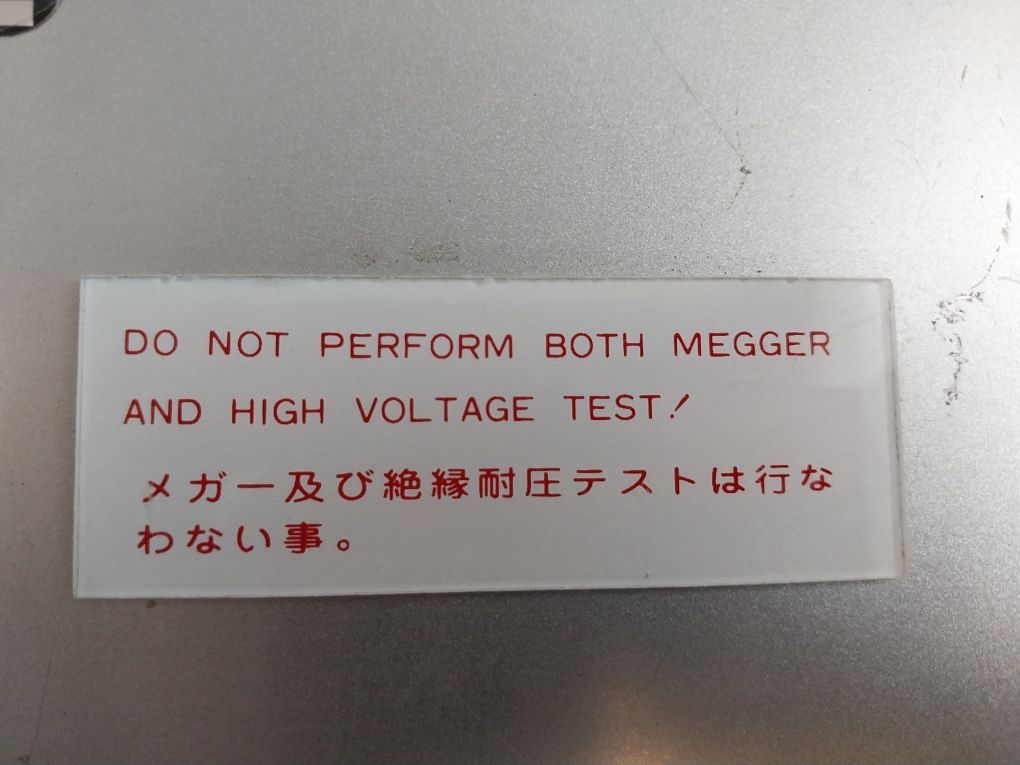 DO NOT PERFORM BOTH MEGGER
AND HIGH VOLTAGE TEST!
メガー及び絶縁耐圧テストは行な
わない事。